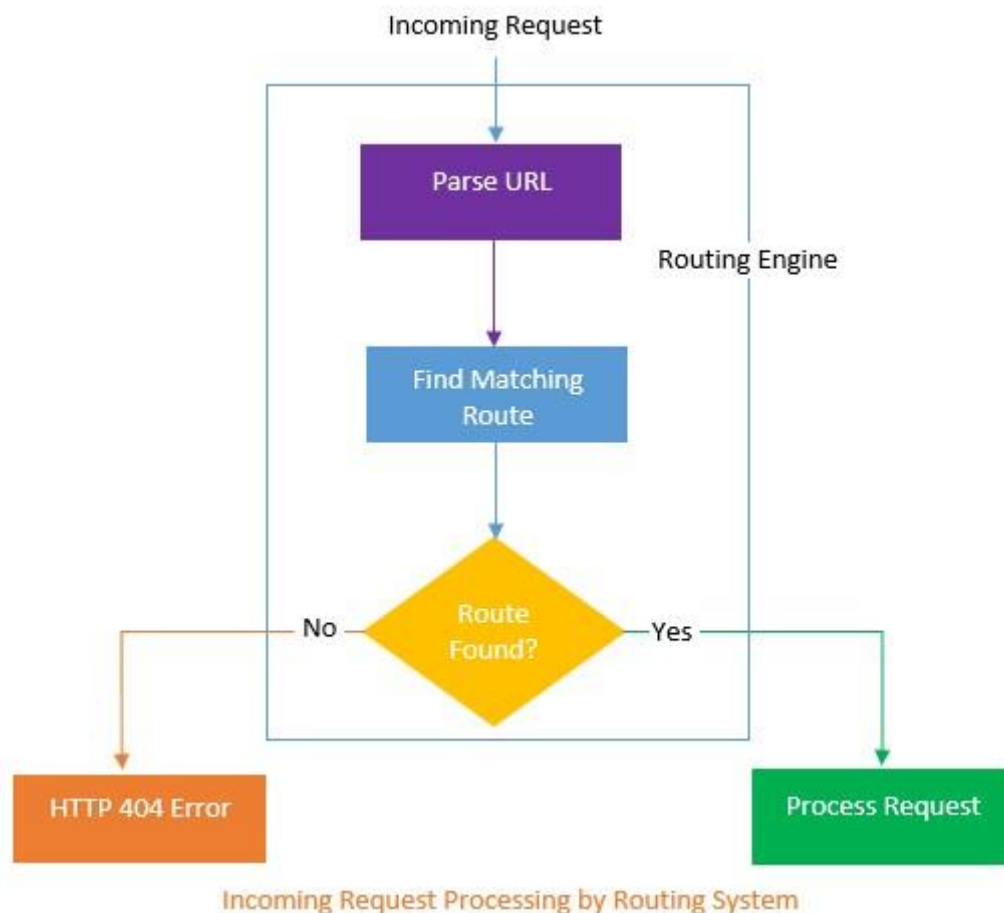 Incoming Request
Parse URL
Routing Engine
Find Matching
Route
Route
Found?
No
Yes
HTTP 404 Error
Process Request
Incoming Request Processing by Routing System